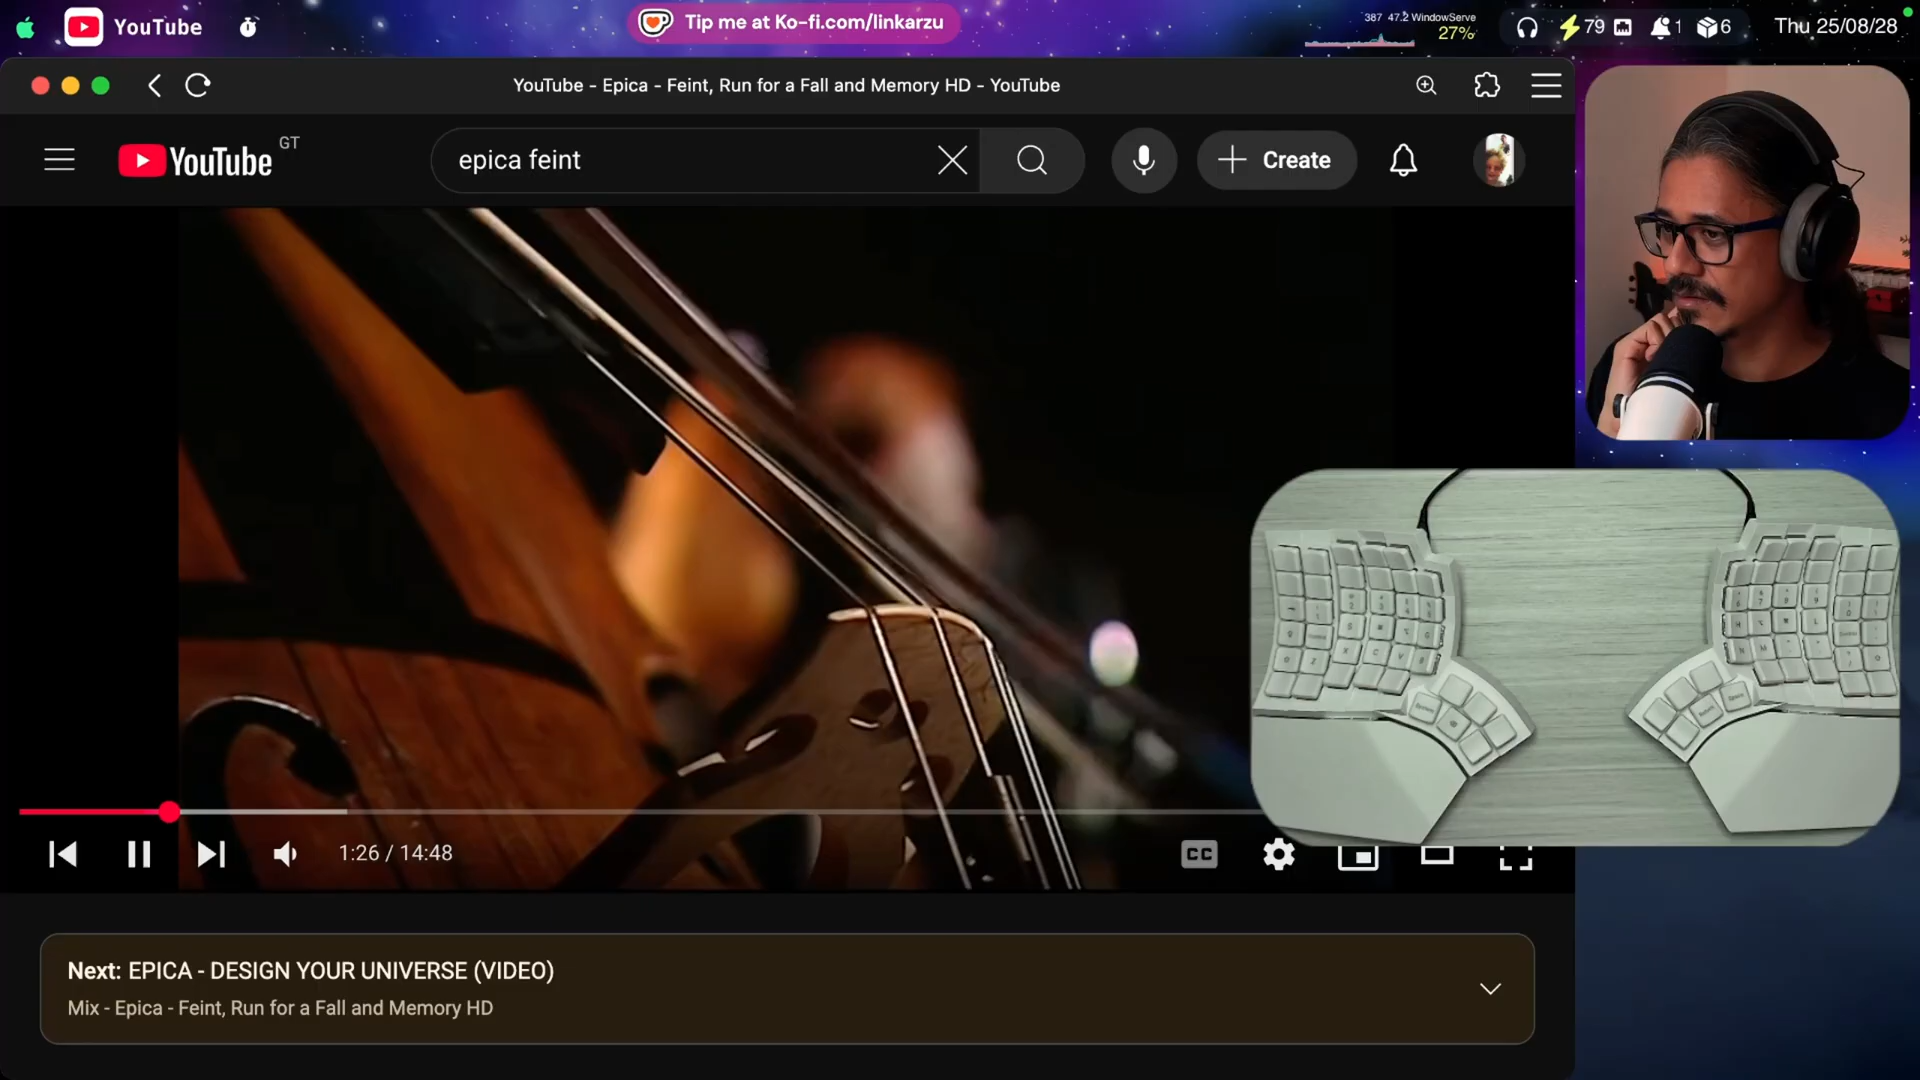 YouTube
Tip me at Ko-fi.com/linkarzu
387 47.2 WindowServe
27%
79
1
6
Thu 25/08/28
YouTube - Epica - Feint, Run for a Fall and Memory HD - YouTube
YouTube
GT
epica feint
Create
1:26 / 14:48
CC
Next: EPICA - DESIGN YOUR UNIVERSE (VIDEO)
Mix - Epica - Feint, Run for a Fall and Memory HD